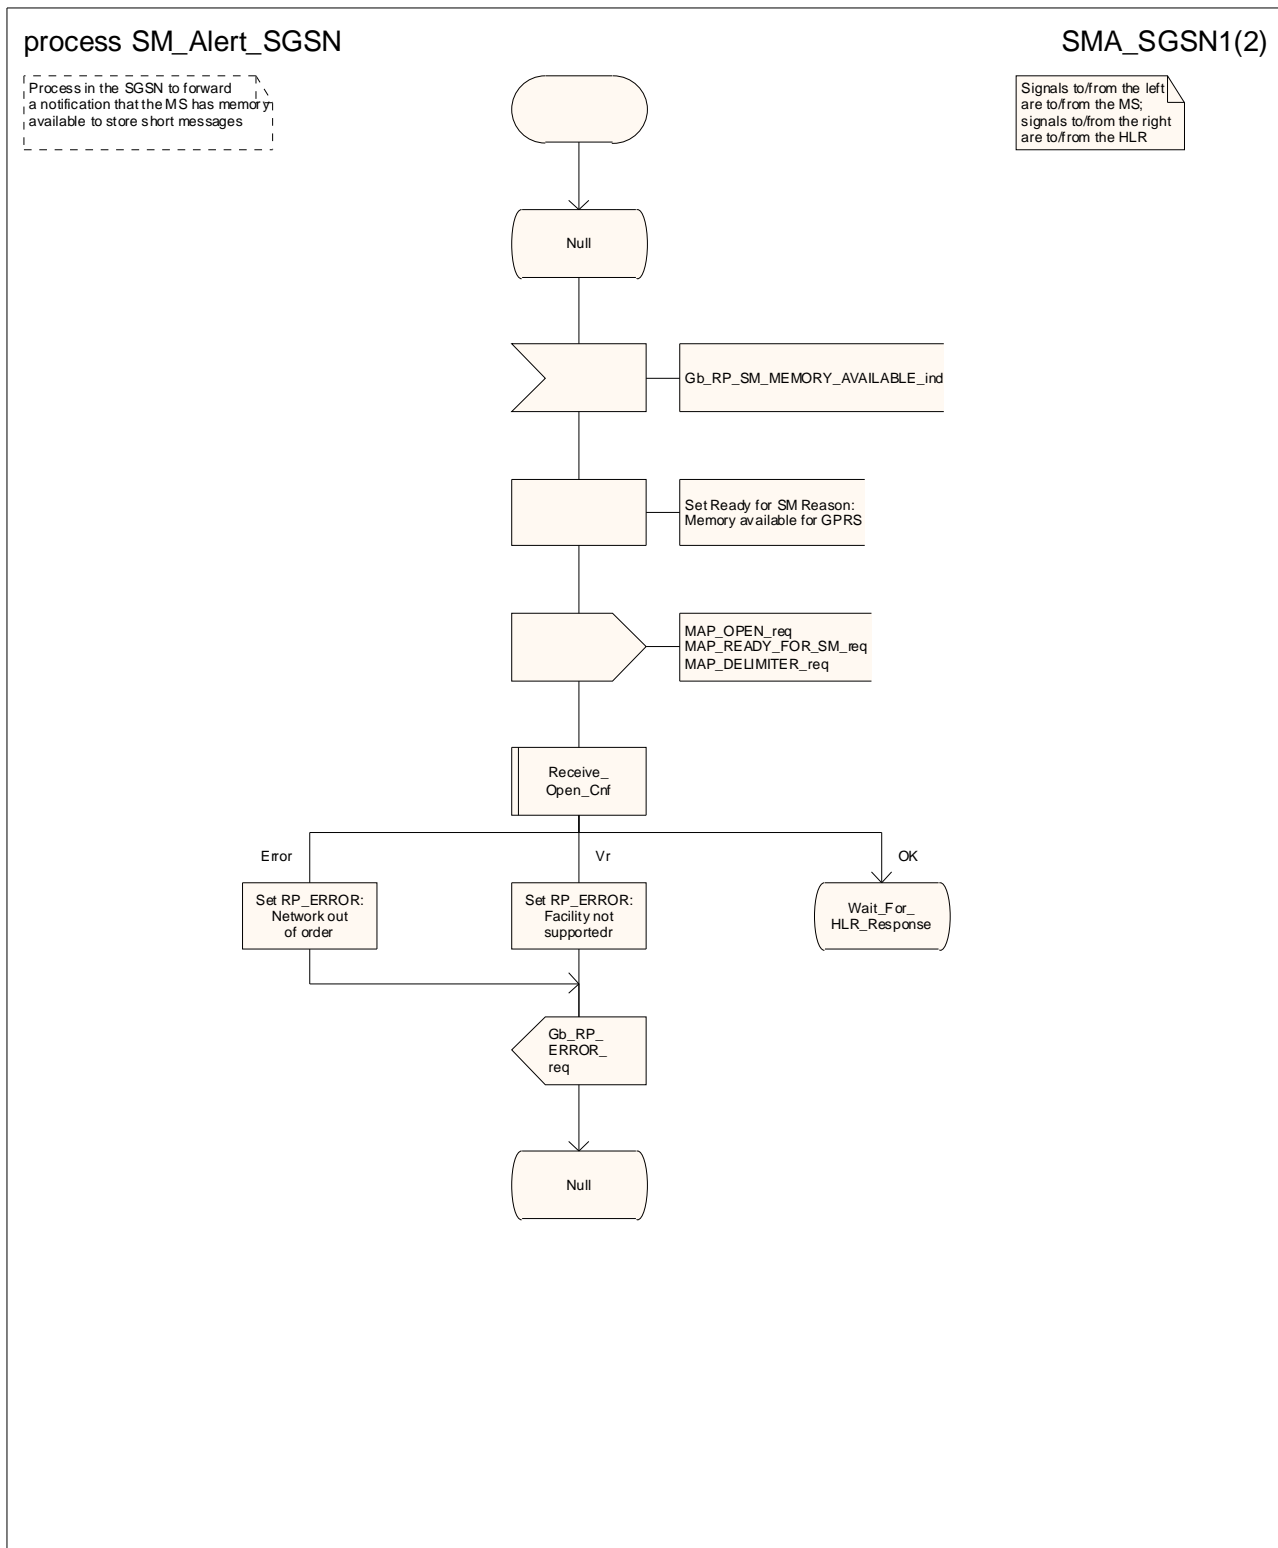 process SM_Alert_SGSN
SMA_SGSN1(2)
Process in the SGSN to forward
a notification that the MS has memory
available to store short messages
Signals to/from the left
are to/from the MS;
signals to/from the right
are to/from the HLR
Null
Gb_RP_SM_MEMORY_AVAILABLE_ind
Set Ready for SM Reason:
Memory available for GPRS
MAP_OPEN_req
MAP_READY_FOR_SM_req
MAP_DELIMITER_req
Receive_
Open_Cnf
Error
Vr
OK
Set RP_ERROR:
Network out
of order
Set RP_ERROR:
Facility not
supportedr
Wait_For_
HLR_Response
Gb_RP_
ERROR_
req
Null